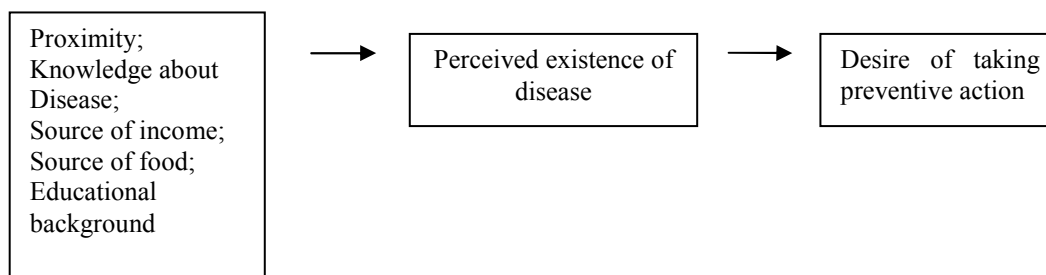 Proximity;
Knowledge about
Disease;
Source of income;
Source of food;
Educational
background
Perceived existence of
disease
Desire of taking
preventive action